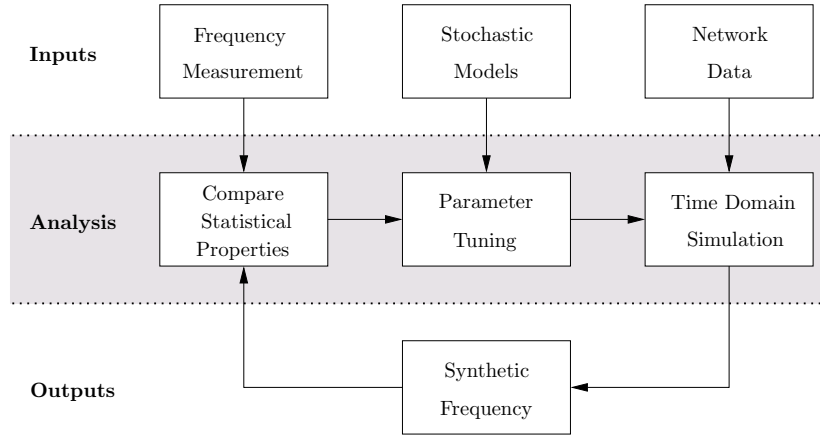 Inputs
Frequency
Measurement
Stochastic
Models
Network
Data
Analysis
Compare
Statistical
Properties
Parameter
Tuning
Time Domain
Simulation
Outputs
Synthetic
Frequency